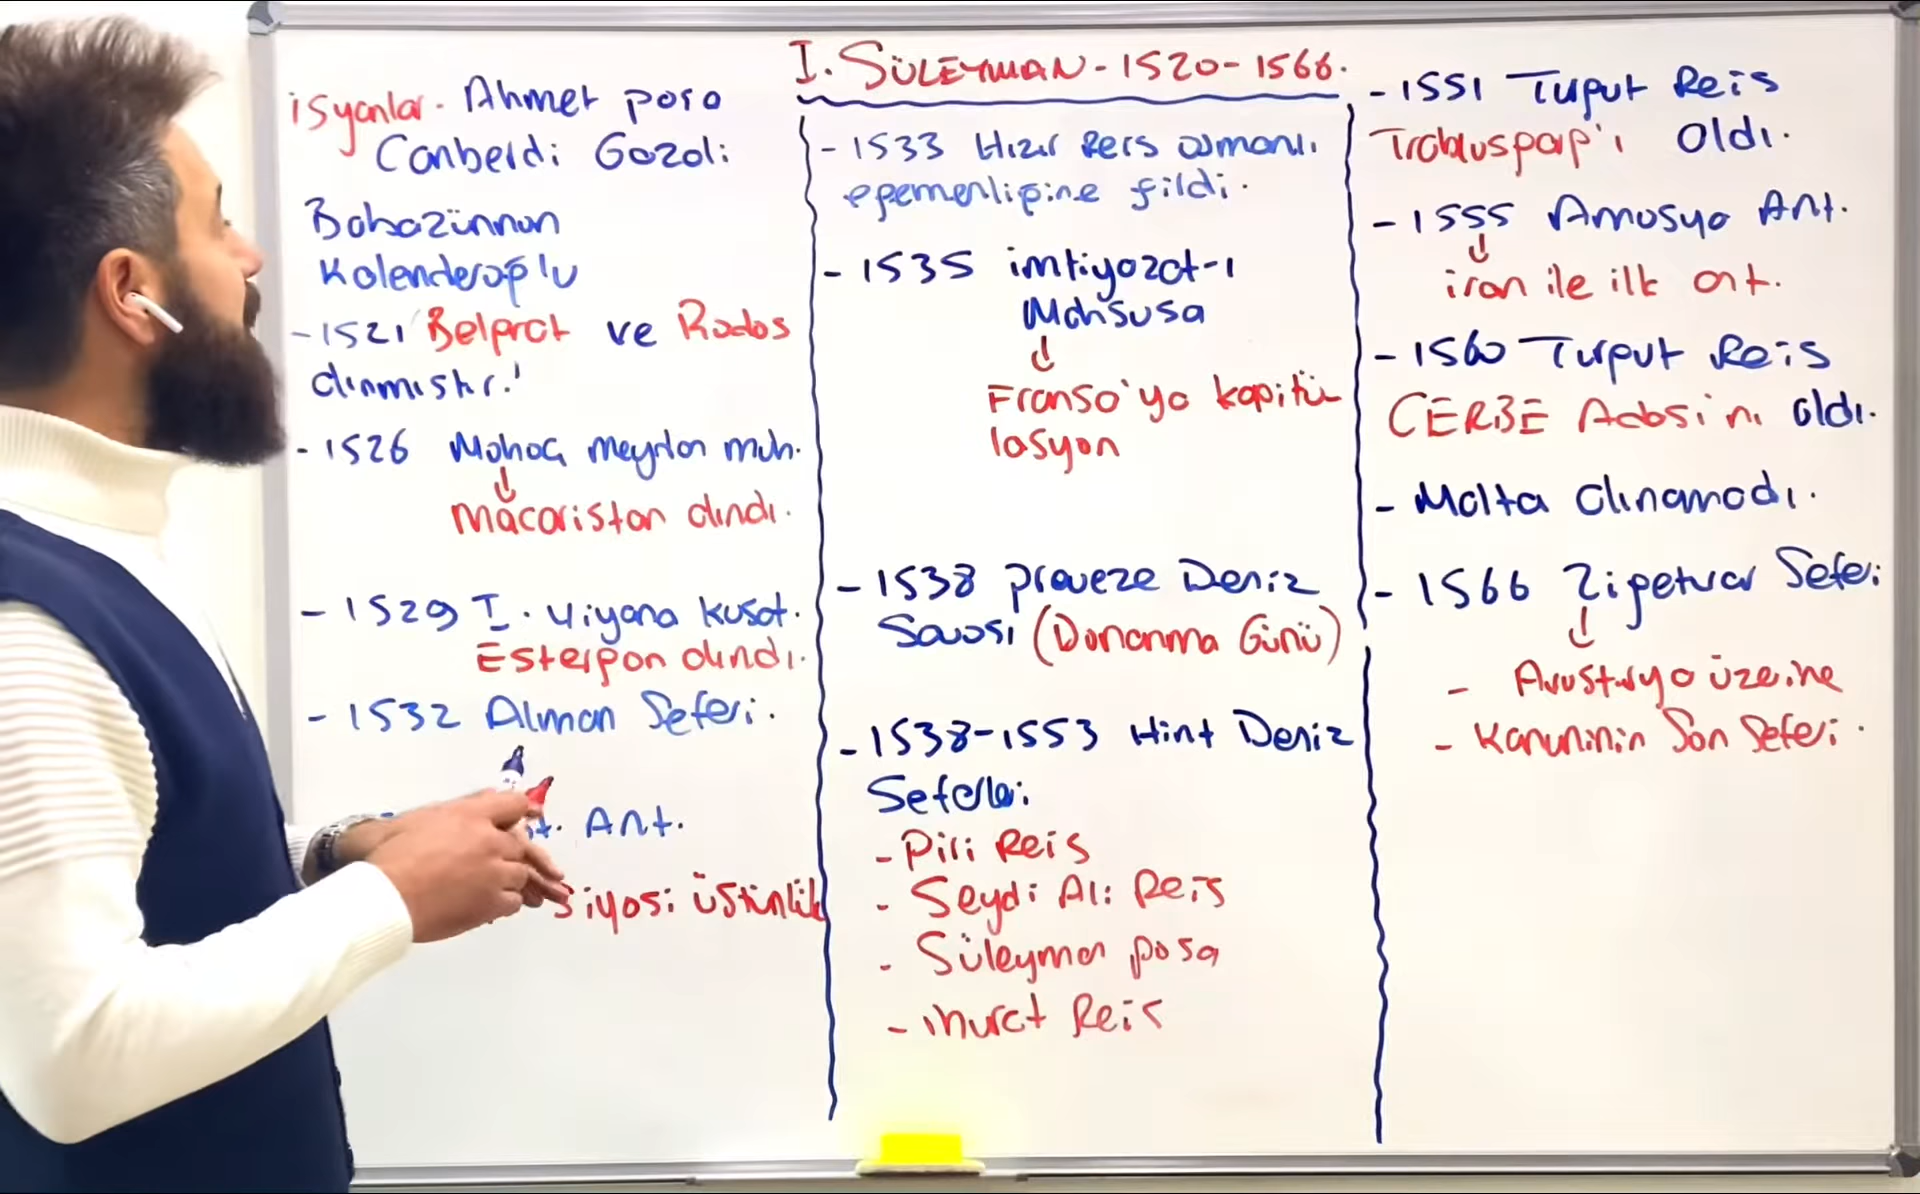 I. SÜLEYMAN - 1520 - 1566.
isyanlar - Ahmet paşa
Canberdi Gazali
Babazünnun
Kalenderoğlu
- 1521 Belgrat ve Rodos
alınmıştır.!
- 1526 Mohaç meydan muh.
Macaristan alındı.
- 1529 I. Viyana Kuşat.
Estergon alındı.
- 1532 Alman Seferi.
Ant.
Siyasi üstünlük
- 1533 Hızır Reis osmanlı
egemenliğine girdi.
- 1535 imtiyazat-ı
Mahsusa
Fransa'ya kapitü
lasyon
- 1538 preveze Deniz
Savaşı (Donanma Günü)
- 1538-1553 Hint Deniz
Seferleri
- Piri Reis
- Seydi Ali Reis
- Süleyman paşa
- murat Reis
- 1551 Turgut Reis
Trablusgarp'ı aldı.
- 1555 Amasya Ant.
iran ile ilk ant.
- 1560 Turgut Reis
CERBE Adası'nı aldı.
- Malta alınamadı.
- 1566 Zigetvar Seferi
- Avusturya üzerine
- Kanuninin Son Seferi.